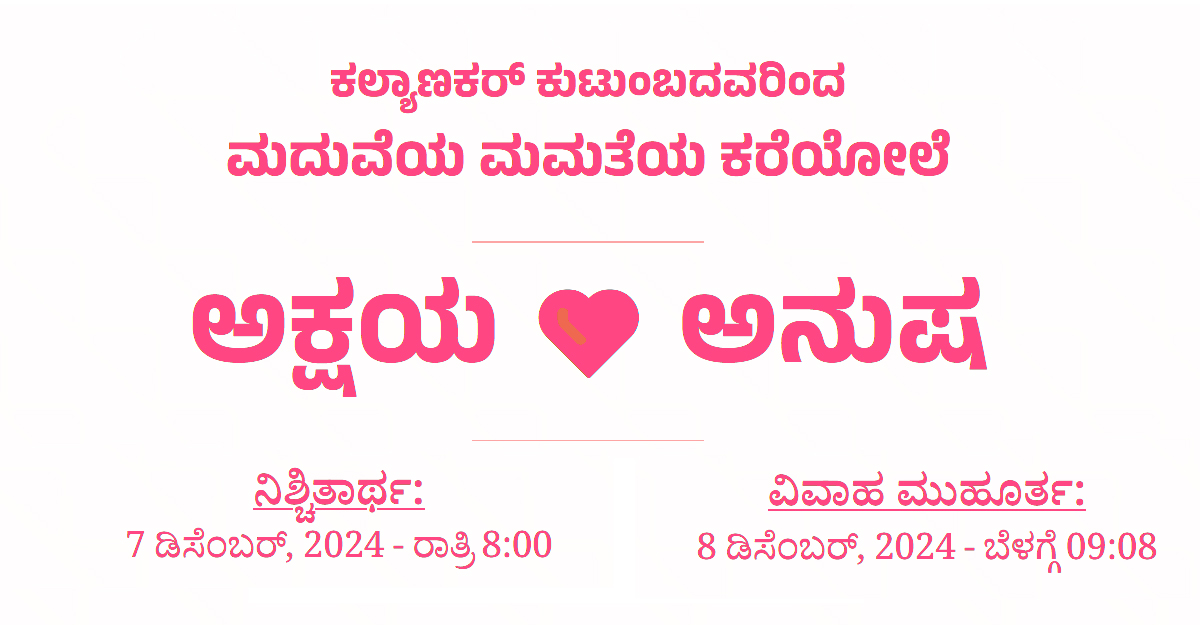 ಕಲ್ಯಾಣಕರ್ ಕುಟುಂಬದವರಿಂದ
ಮದುವೆಯ ಮಮತೆಯ ಕರೆಯೋಲೆ
ಅಕ್ಷಯ ಅನುಷ
ನಿಶ್ಚಿತಾರ್ಥ:
7 ಡಿಸೆಂಬರ್, 2024 - ರಾತ್ರಿ 8:00
ವಿವಾಹ ಮುಹೂರ್ತ:
8 ಡಿಸೆಂಬರ್, 2024 - ಬೆಳಗ್ಗೆ 09:08